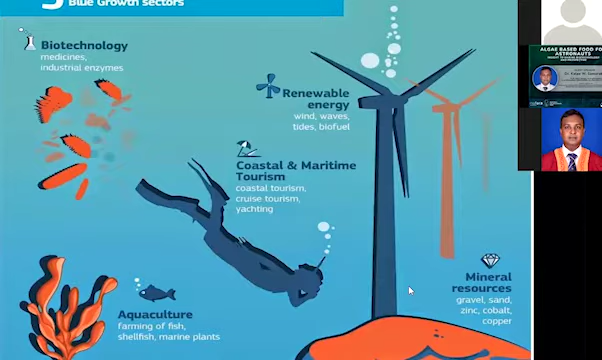 Blue Growth sectors
Biotechnology
medicines,
industrial enzymes
Renewable
energy
wind, waves,
tides, biofuel
Coastal & Maritime
Tourism
coastal tourism,
cruise tourism,
yachting
Aquaculture
farming of fish,
shellfish, marine plants
Mineral
resources
gravel, sand,
zinc, cobalt,
copper
ALGAE BASED FOOD FO
ASTRONAUTS